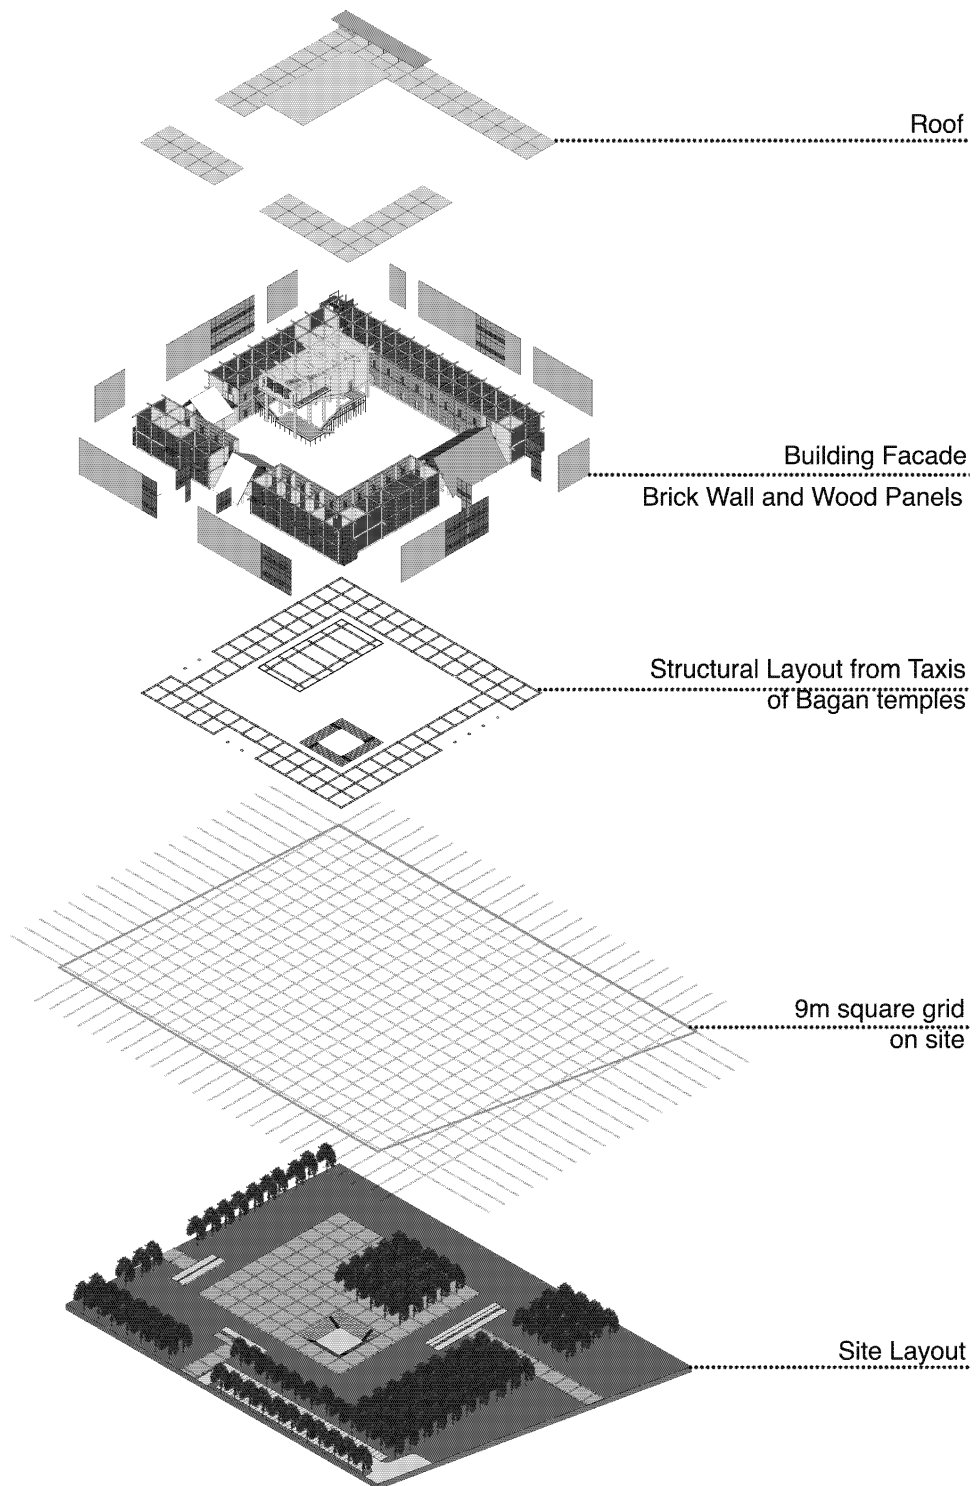 Roof
Building Facade
Brick Wall and Wood Panels
Structural Layout from Taxis
of Bagan temples
9m square grid
on site
Site Layout